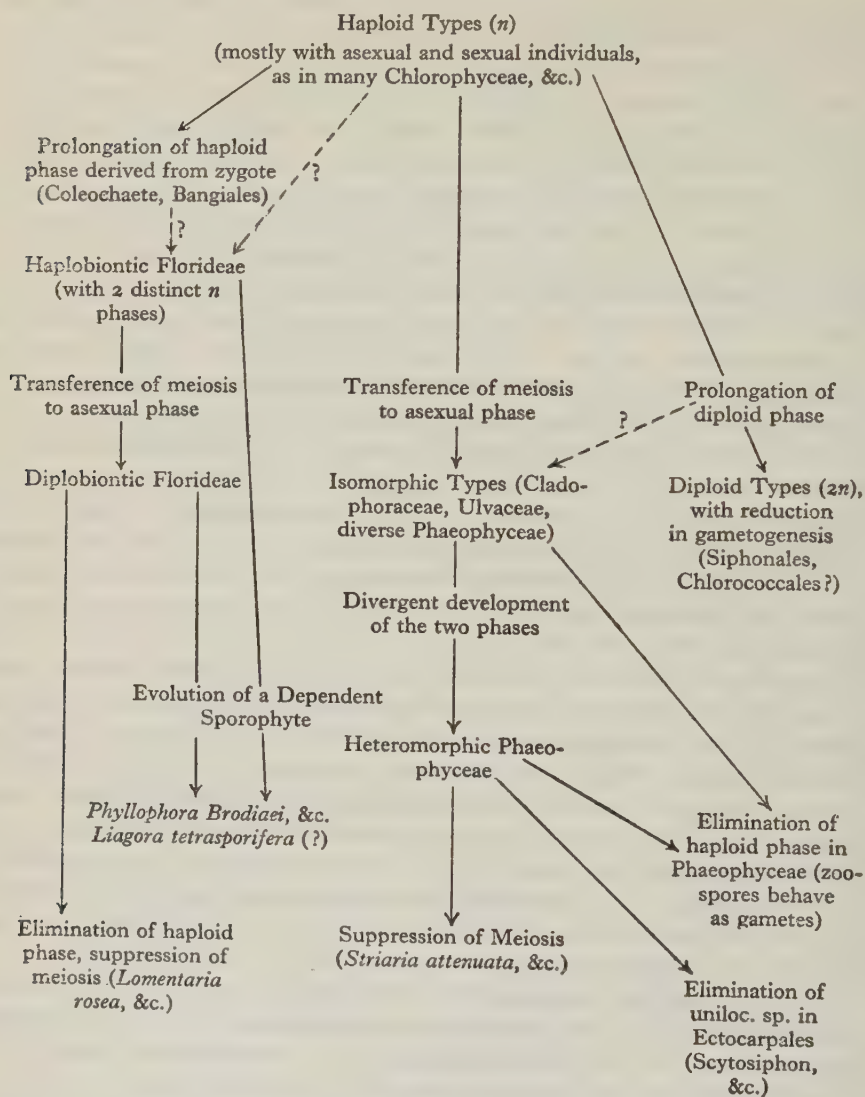 Haploid Types (n)
(mostly with asexual and sexual individuals,
as in many Chlorophyceae, &c.)
Prolongation of haploid
phase derived from zygote
(Coleochaete, Bangiales)
?
?
Haplobiontic Florideae
(with 2 distinct n
phases)
Transference of meiosis
to asexual phase
Transference of meiosis
to asexual phase
Prolongation of
diploid phase
?
Diplobiontic Florideae
Isomorphic Types (Clado-
phoraceae, Ulvaceae,
diverse Phaeophyceae)
Diploid Types (2n),
with reduction
in gametogenesis
(Siphonales,
Chlorococcales?)
Divergent development
of the two phases
Evolution of a Dependent
Sporophyte
Heteromorphic Phaeo-
phyceae
Phyllophora Brodiaei, &c.
Liagora tetrasporifera (?)
Elimination of
haploid phase in
Phaeophyceae (zoo-
spores behave
as gametes)
Elimination of haploid
phase, suppression of
meiosis (Lomentaria
rosea, &c.)
Suppression of Meiosis
(Striaria attenuata, &c.)
Elimination of
uniloc. sp. in
Ectocarpales
(Scytosiphon,
&c.)